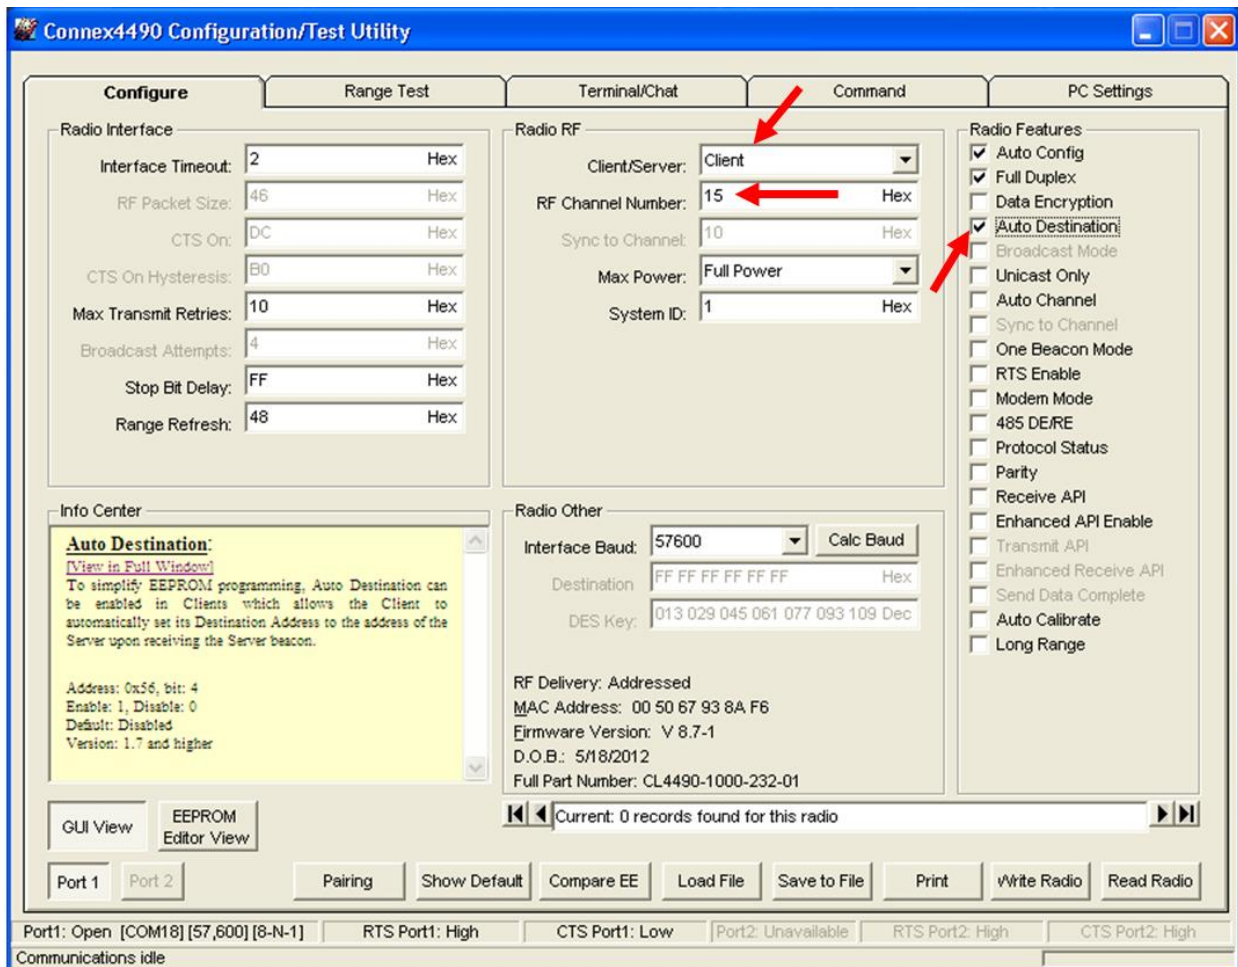 Connex4490 Configuration/Test Utility
Configure
Range Test
Terminal/Chat
Command
PC Settings
Radio Interface
Interface Timeout: 2 Hex
RF Packet Size: 46 Hex
CTS On: DC Hex
CTS On Hysteresis: B0 Hex
Max Transmit Retries: 10 Hex
Broadcast Attempts: 4 Hex
Stop Bit Delay: FF Hex
Range Refresh: 48 Hex
Radio RF
Client/Server: Client
RF Channel Number: 15 Hex
Sync to Channel: 10 Hex
Max Power: Full Power
System ID: 1 Hex
Radio Features
Auto Config
Full Duplex
Data Encryption
Auto Destination
Broadcast Mode
Unicast Only
Auto Channel
Sync to Channel
One Beacon Mode
RTS Enable
Modem Mode
485 DE/RE
Protocol Status
Parity
Receive API
Enhanced API Enable
Transmit API
Enhanced Receive API
Send Data Complete
Auto Calibrate
Long Range
Info Center
Auto Destination:
[View in Full Window]
To simplify EEPROM programming, Auto Destination can
be enabled in Clients which allows the Client to
automatically set its Destination Address to the address of the
Server upon receiving the Server beacon.
Address: 0x56, bit: 4
Enable: 1, Disable: 0
Default: Disabled
Version: 1.7 and higher
Radio Other
Interface Baud: 57600 Calc Baud
Destination FF FF FF FF FF FF Hex
DES Key: 013 029 045 061 077 093 109 Dec
RF Delivery: Addressed
MAC Address: 00 50 67 93 8A F6
Firmware Version: V 8.7-1
D.O.B.: 5/18/2012
Full Part Number: CL4490-1000-232-01
Current: 0 records found for this radio
GUI View
EEPROM
Editor View
Port 1
Port 2
Pairing
Show Default
Compare EE
Load File
Save to File
Print
Write Radio
Read Radio
Port1: Open [COM18] [57,600] [8-N-1]
RTS Port1: High
CTS Port1: Low
Port2: Unavailable
RTS Port2: High
CTS Port2: High
Communications idle